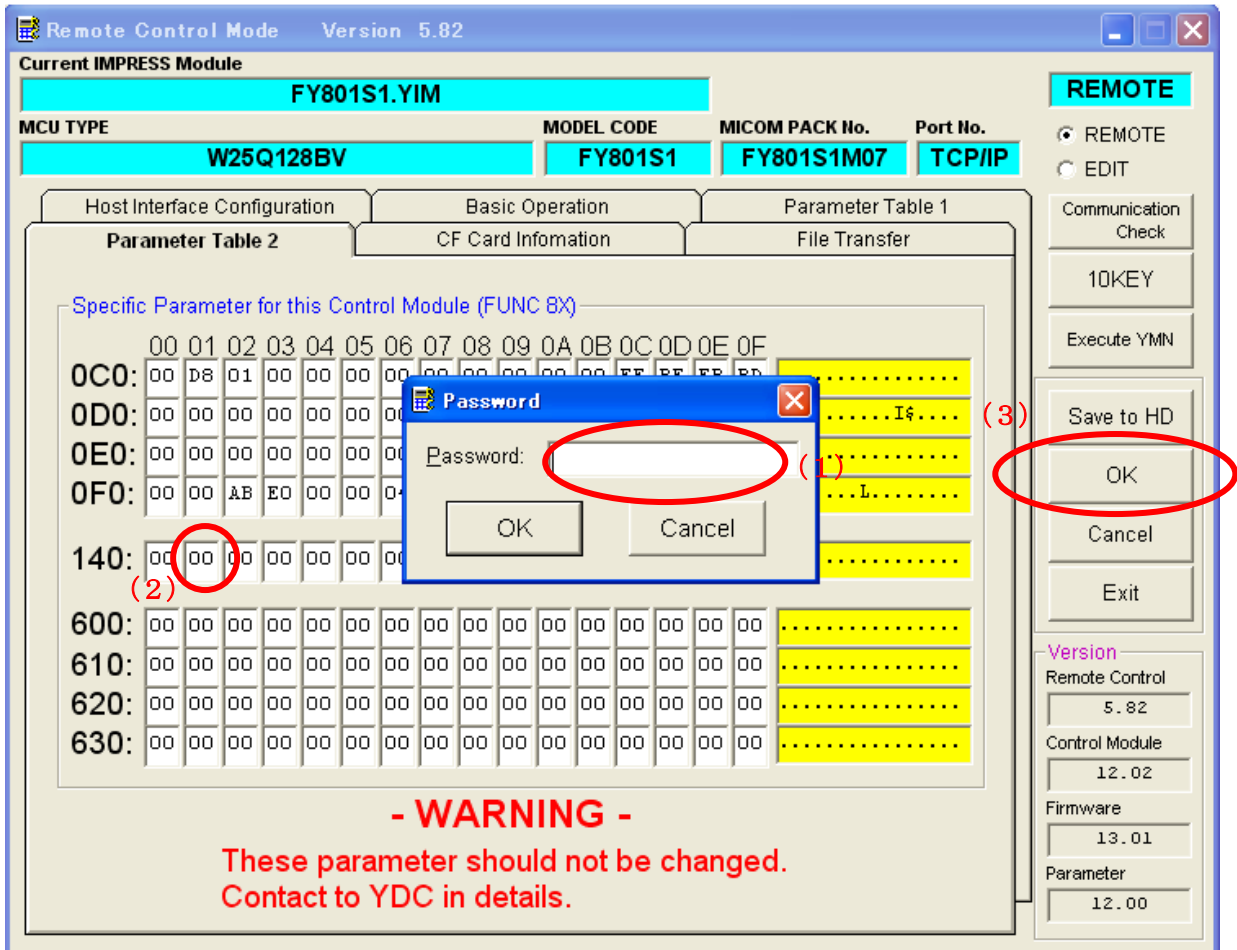 Remote Control Mode Version 5.82
Current IMPRESS Module
FY801S1.YIM
REMOTE
MCU TYPE MODEL CODE MICOM PACK No. Port No.
W25Q128BV FY801S1 FY801S1M07 TCP/IP
REMOTE
EDIT
Host Interface Configuration Basic Operation Parameter Table 1
Parameter Table 2 CF Card Infomation File Transfer
Communication
Check
10KEY
Execute YMN
Specific Parameter for this Control Module (FUNC 8X)
00 01 02 03 04 05 06 07 08 09 0A 0B 0C 0D 0E 0F
0C0: 00 D8 01 00 00 00
0D0: 00 00 00 00 00 00 ......I$....
0E0: 00 00 00 00 00 00
0F0: 00 00 AB E0 00 00 ...L........
140: 00 00 00 00 00 00
600: 00 00 00 00 00 00 00 00 00 00 00 00 00 00 00 00 ................
610: 00 00 00 00 00 00 00 00 00 00 00 00 00 00 00 00 ................
620: 00 00 00 00 00 00 00 00 00 00 00 00 00 00 00 00 ................
630: 00 00 00 00 00 00 00 00 00 00 00 00 00 00 00 00 ................
Password
Password:
OK Cancel
(1)
(2)
(3)
Save to HD
OK
Cancel
Exit
- WARNING -
These parameter should not be changed.
Contact to YDC in details.
Version
Remote Control
5.82
Control Module
12.02
Firmware
13.01
Parameter
12.00